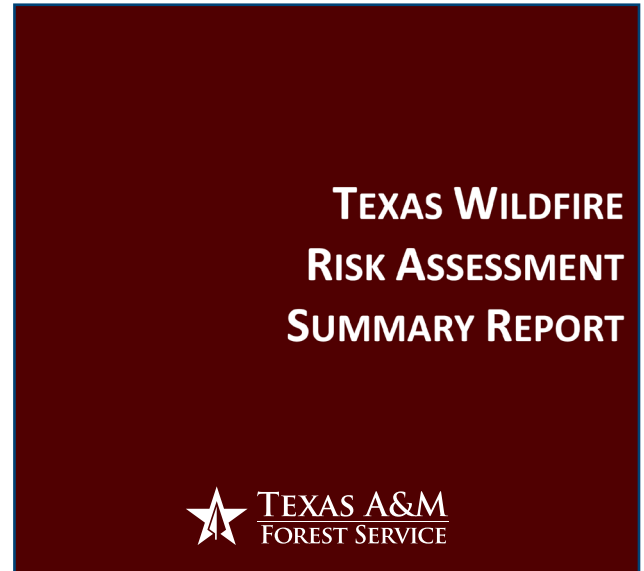 TEXAS WILDFIRE
RISK ASSESSMENT
SUMMARY REPORT
TEXAS A&M
FOREST SERVICE